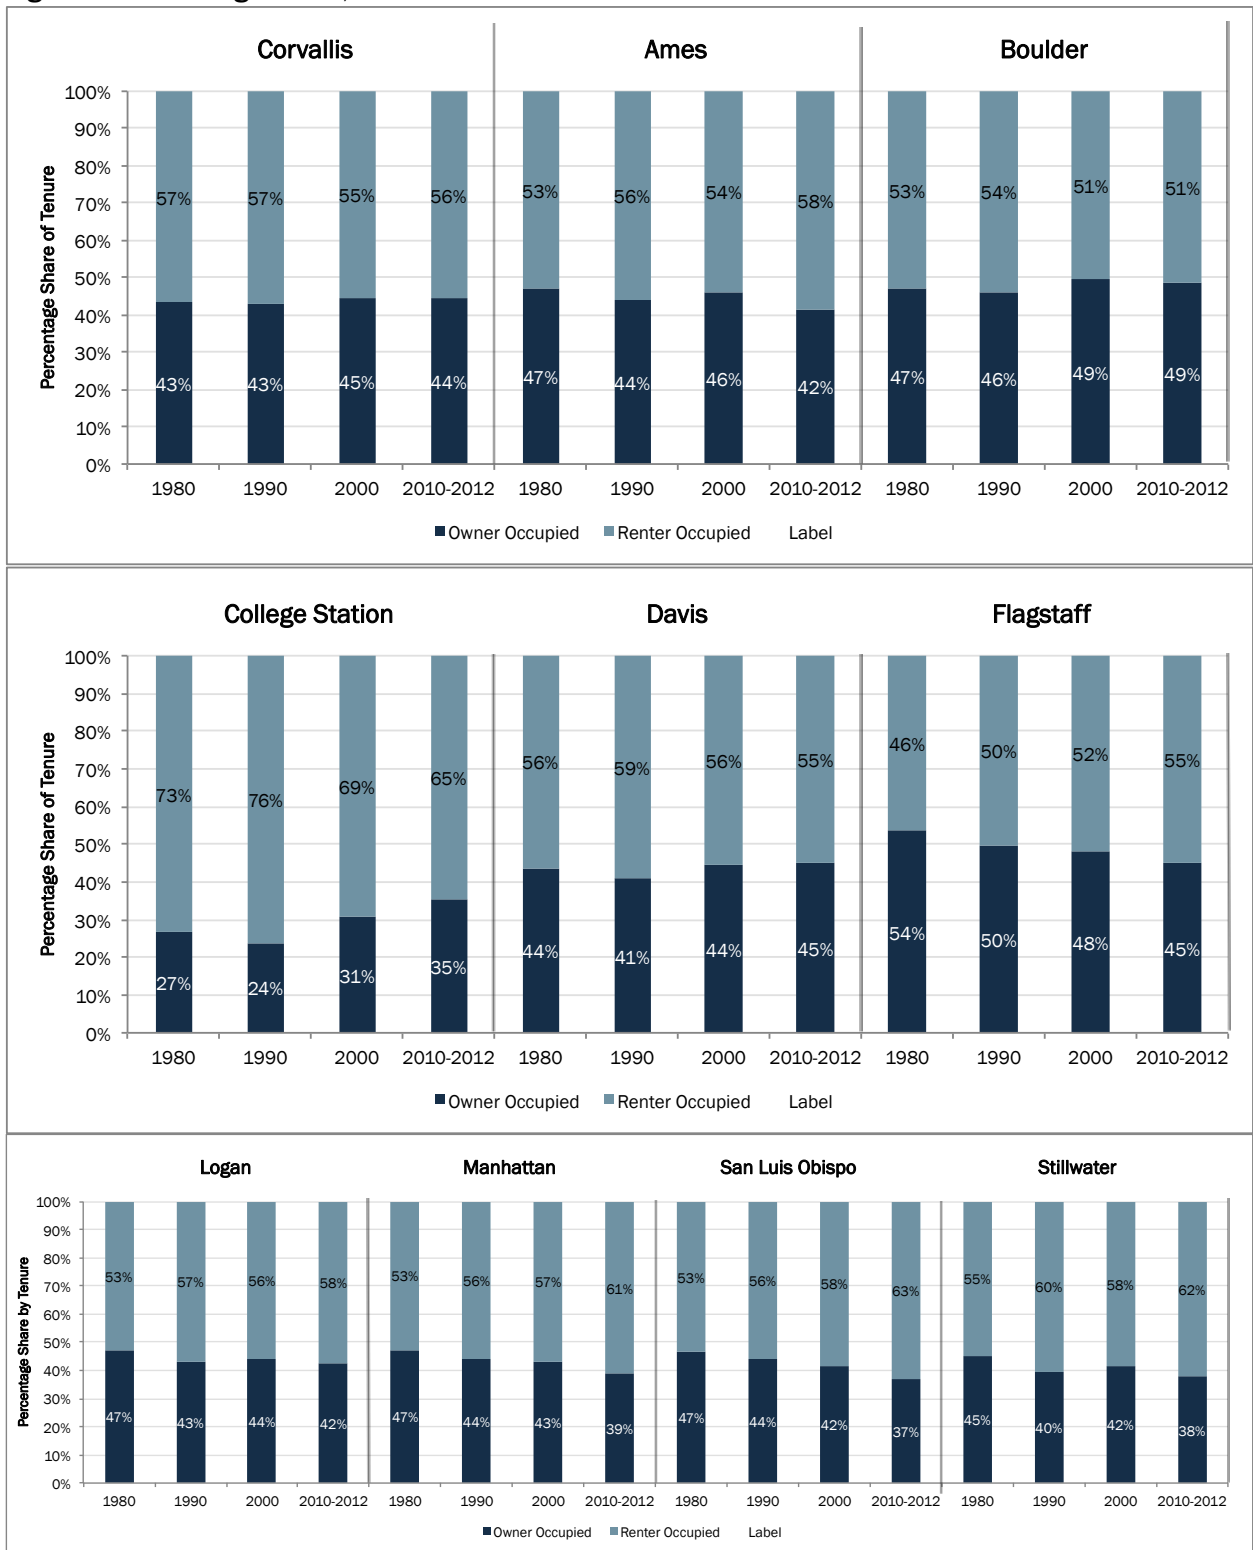 Corvallis Ames Boulder
100%
90%
80%
70%
60%
50%
40%
30%
20%
10%
0%
Percentage Share of Tenure
57% 57% 55% 56% 53% 56% 54% 58% 53% 54% 51% 51%
43% 43% 45% 44% 47% 44% 46% 42% 47% 46% 49% 49%
1980 1990 2000 2010-2012 1980 1990 2000 2010-2012 1980 1990 2000 2010-2012
Owner Occupied Renter Occupied Label
College Station Davis Flagstaff
100%
90%
80%
70%
60%
50%
40%
30%
20%
10%
0%
Percentage Share of Tenure
73% 76% 69% 65% 56% 59% 56% 55% 46% 50% 52% 55%
27% 24% 31% 35% 44% 41% 44% 45% 54% 50% 48% 45%
1980 1990 2000 2010-2012 1980 1990 2000 2010-2012 1980 1990 2000 2010-2012
Owner Occupied Renter Occupied Label
Logan Manhattan San Luis Obispo Stillwater
100%
90%
80%
70%
60%
50%
40%
30%
20%
10%
0%
Percentage Share by Tenure
53% 57% 56% 58% 53% 56% 57% 61% 53% 56% 58% 63% 55% 60% 58% 62%
47% 43% 44% 42% 47% 44% 43% 39% 47% 44% 42% 37% 45% 40% 42% 38%
1980 1990 2000 2010-2012 1980 1990 2000 2010-2012 1980 1990 2000 2010-2012 1980 1990 2000 2010-2012
Owner Occupied Renter Occupied Label